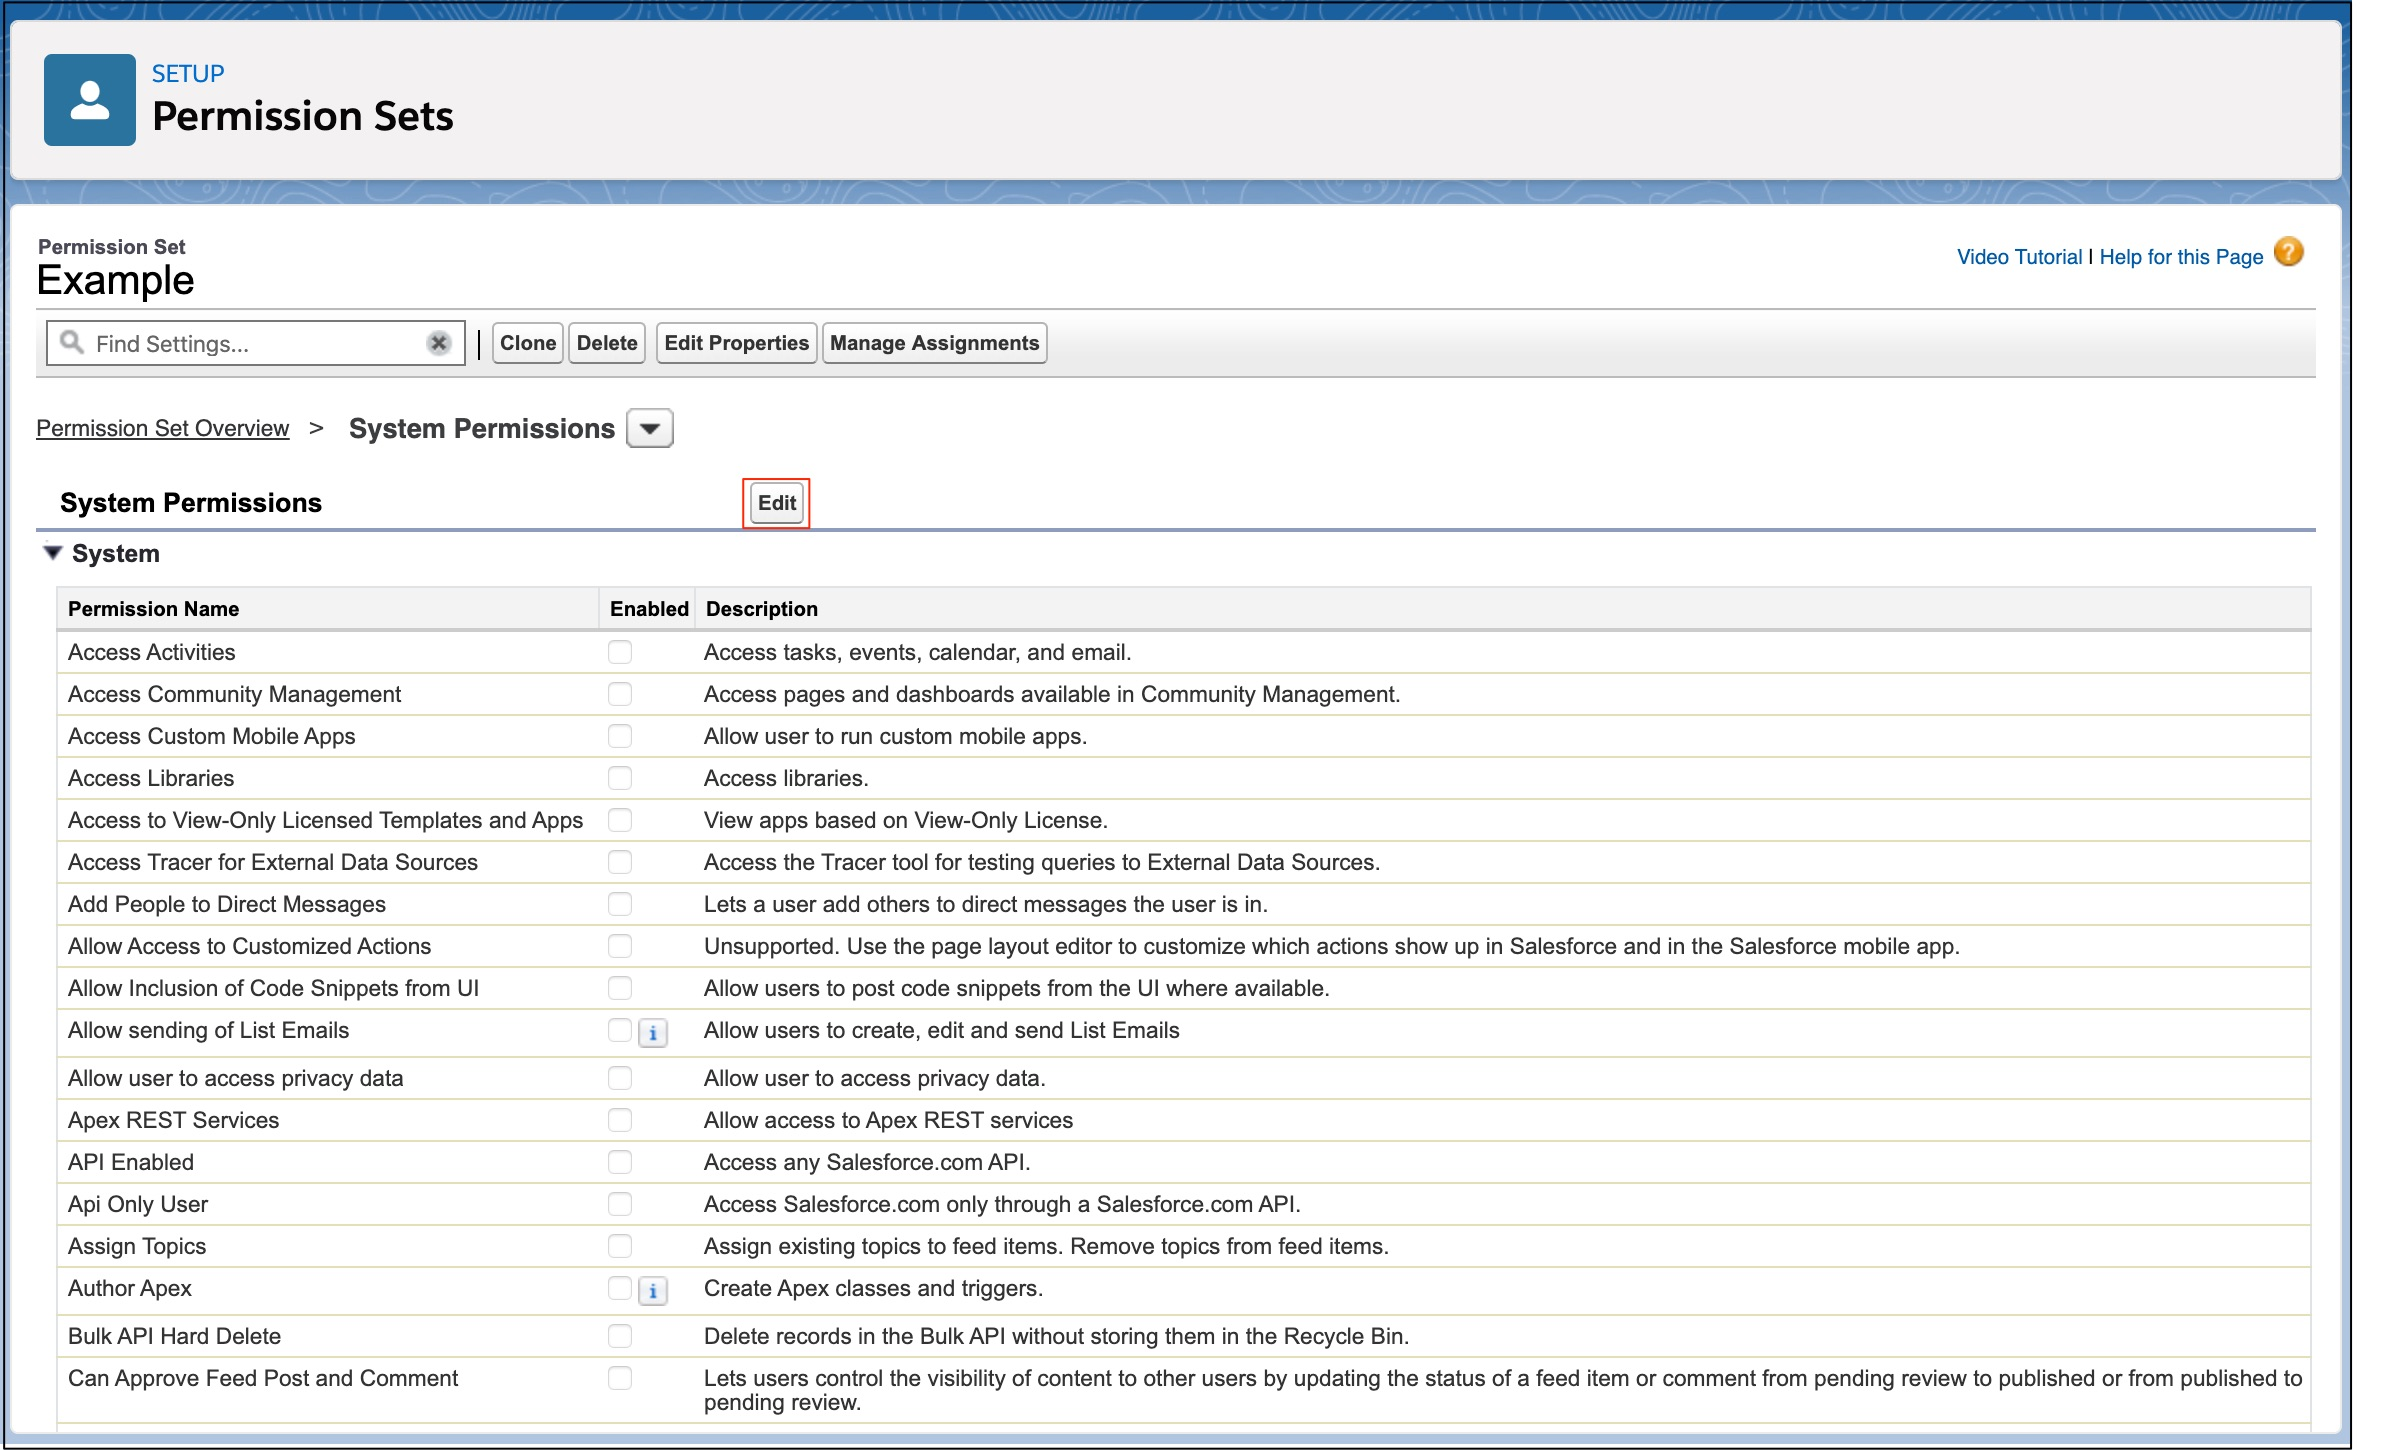 SETUP
Permission Sets
Permission Set
Example
Video Tutorial | Help for this Page ?
Find Settings... Clone Delete Edit Properties Manage Assignments
Permission Set Overview > System Permissions
System Permissions Edit
System
Permission Name Enabled Description
Access Activities Access tasks, events, calendar, and email.
Access Community Management Access pages and dashboards available in Community Management.
Access Custom Mobile Apps Allow user to run custom mobile apps.
Access Libraries Access libraries.
Access to View-Only Licensed Templates and Apps View apps based on View-Only License.
Access Tracer for External Data Sources Access the Tracer tool for testing queries to External Data Sources.
Add People to Direct Messages Lets a user add others to direct messages the user is in.
Allow Access to Customized Actions Unsupported. Use the page layout editor to customize which actions show up in Salesforce and in the Salesforce mobile app.
Allow Inclusion of Code Snippets from UI Allow users to post code snippets from the UI where available.
Allow sending of List Emails i Allow users to create, edit and send List Emails
Allow user to access privacy data Allow user to access privacy data.
Apex REST Services Allow access to Apex REST services
API Enabled Access any Salesforce.com API.
Api Only User Access Salesforce.com only through a Salesforce.com API.
Assign Topics Assign existing topics to feed items. Remove topics from feed items.
Author Apex i Create Apex classes and triggers.
Bulk API Hard Delete Delete records in the Bulk API without storing them in the Recycle Bin.
Can Approve Feed Post and Comment Lets users control the visibility of content to other users by updating the status of a feed item or comment from pending review to published or from published to
pending review.